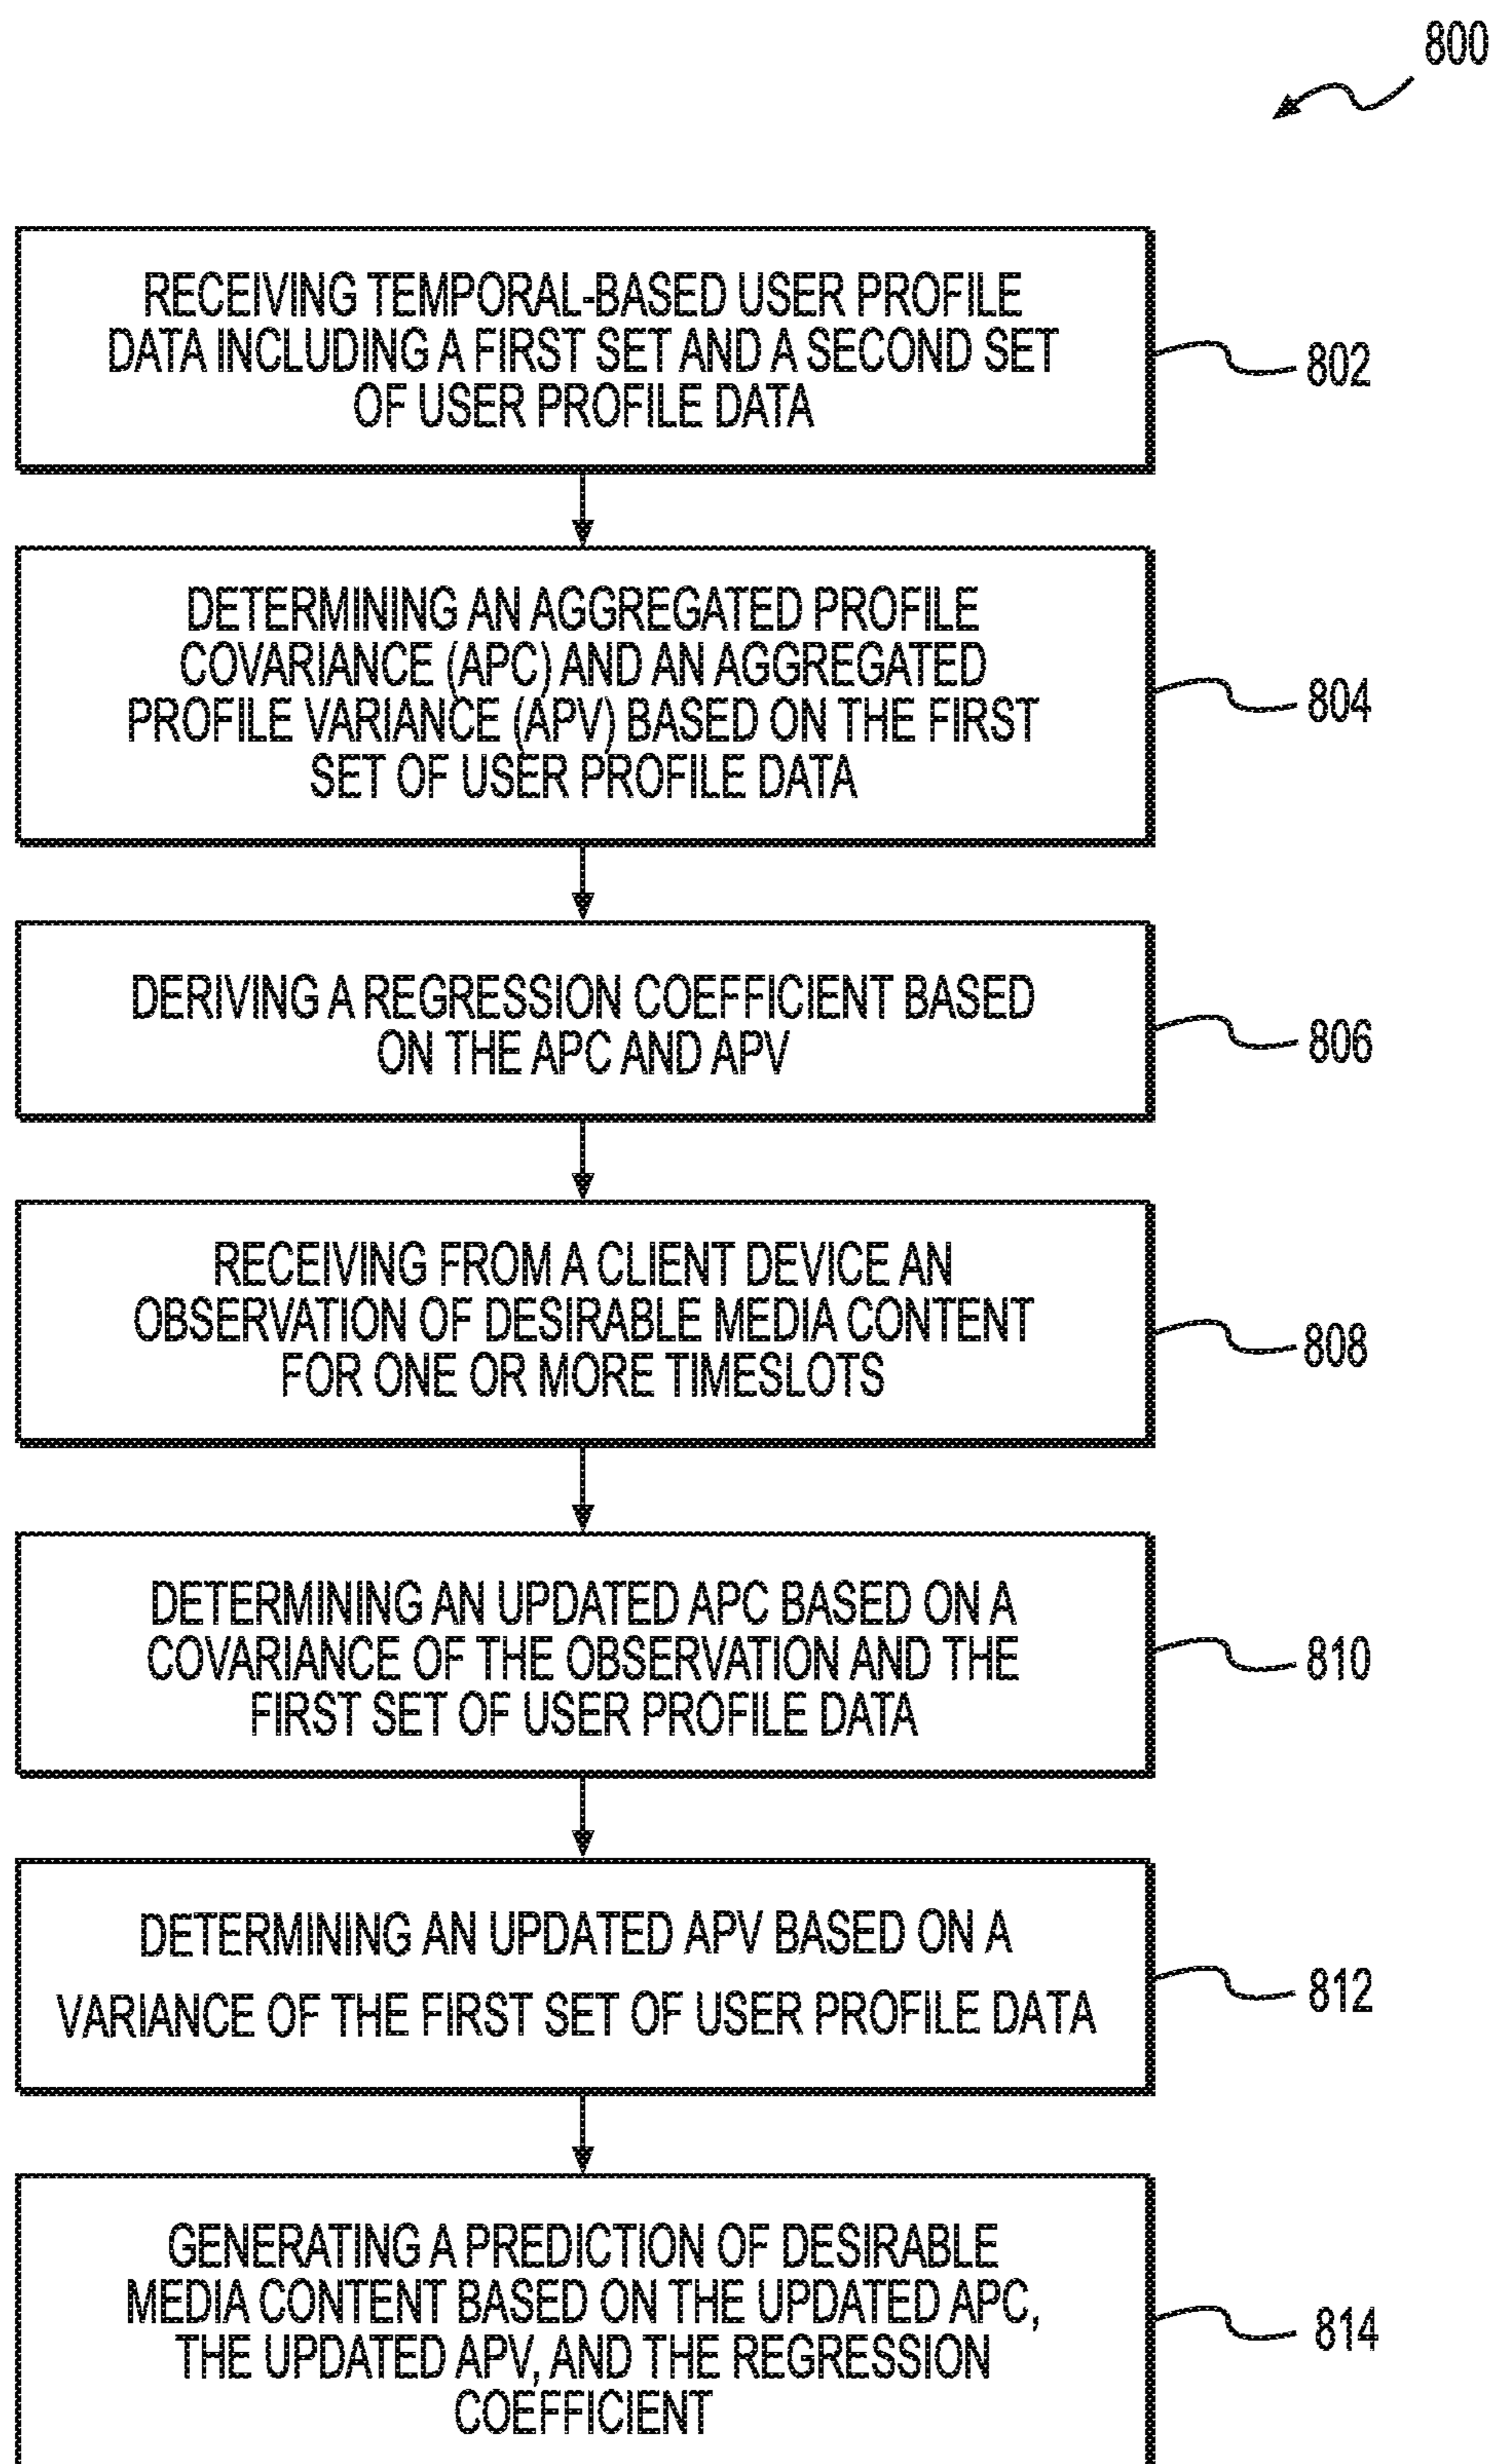 800
RECEIVING TEMPORAL-BASED USER PROFILE
DATA INCLUDING A FIRST SET AND A SECOND SET
OF USER PROFILE DATA
802
DETERMINING AN AGGREGATED PROFILE
COVARIANCE (APC) AND AN AGGREGATED
PROFILE VARIANCE (APV) BASED ON THE FIRST
SET OF USER PROFILE DATA
804
DERIVING A REGRESSION COEFFICIENT BASED
ON THE APC AND APV
806
RECEIVING FROM A CLIENT DEVICE AN
OBSERVATION OF DESIRABLE MEDIA CONTENT
FOR ONE OR MORE TIMESLOTS
808
DETERMINING AN UPDATED APC BASED ON A
COVARIANCE OF THE OBSERVATION AND THE
FIRST SET OF USER PROFILE DATA
810
DETERMINING AN UPDATED APV BASED ON A
VARIANCE OF THE FIRST SET OF USER PROFILE DATA
812
GENERATING A PREDICTION OF DESIRABLE
MEDIA CONTENT BASED ON THE UPDATED APC,
THE UPDATED APV, AND THE REGRESSION
COEFFICIENT
814